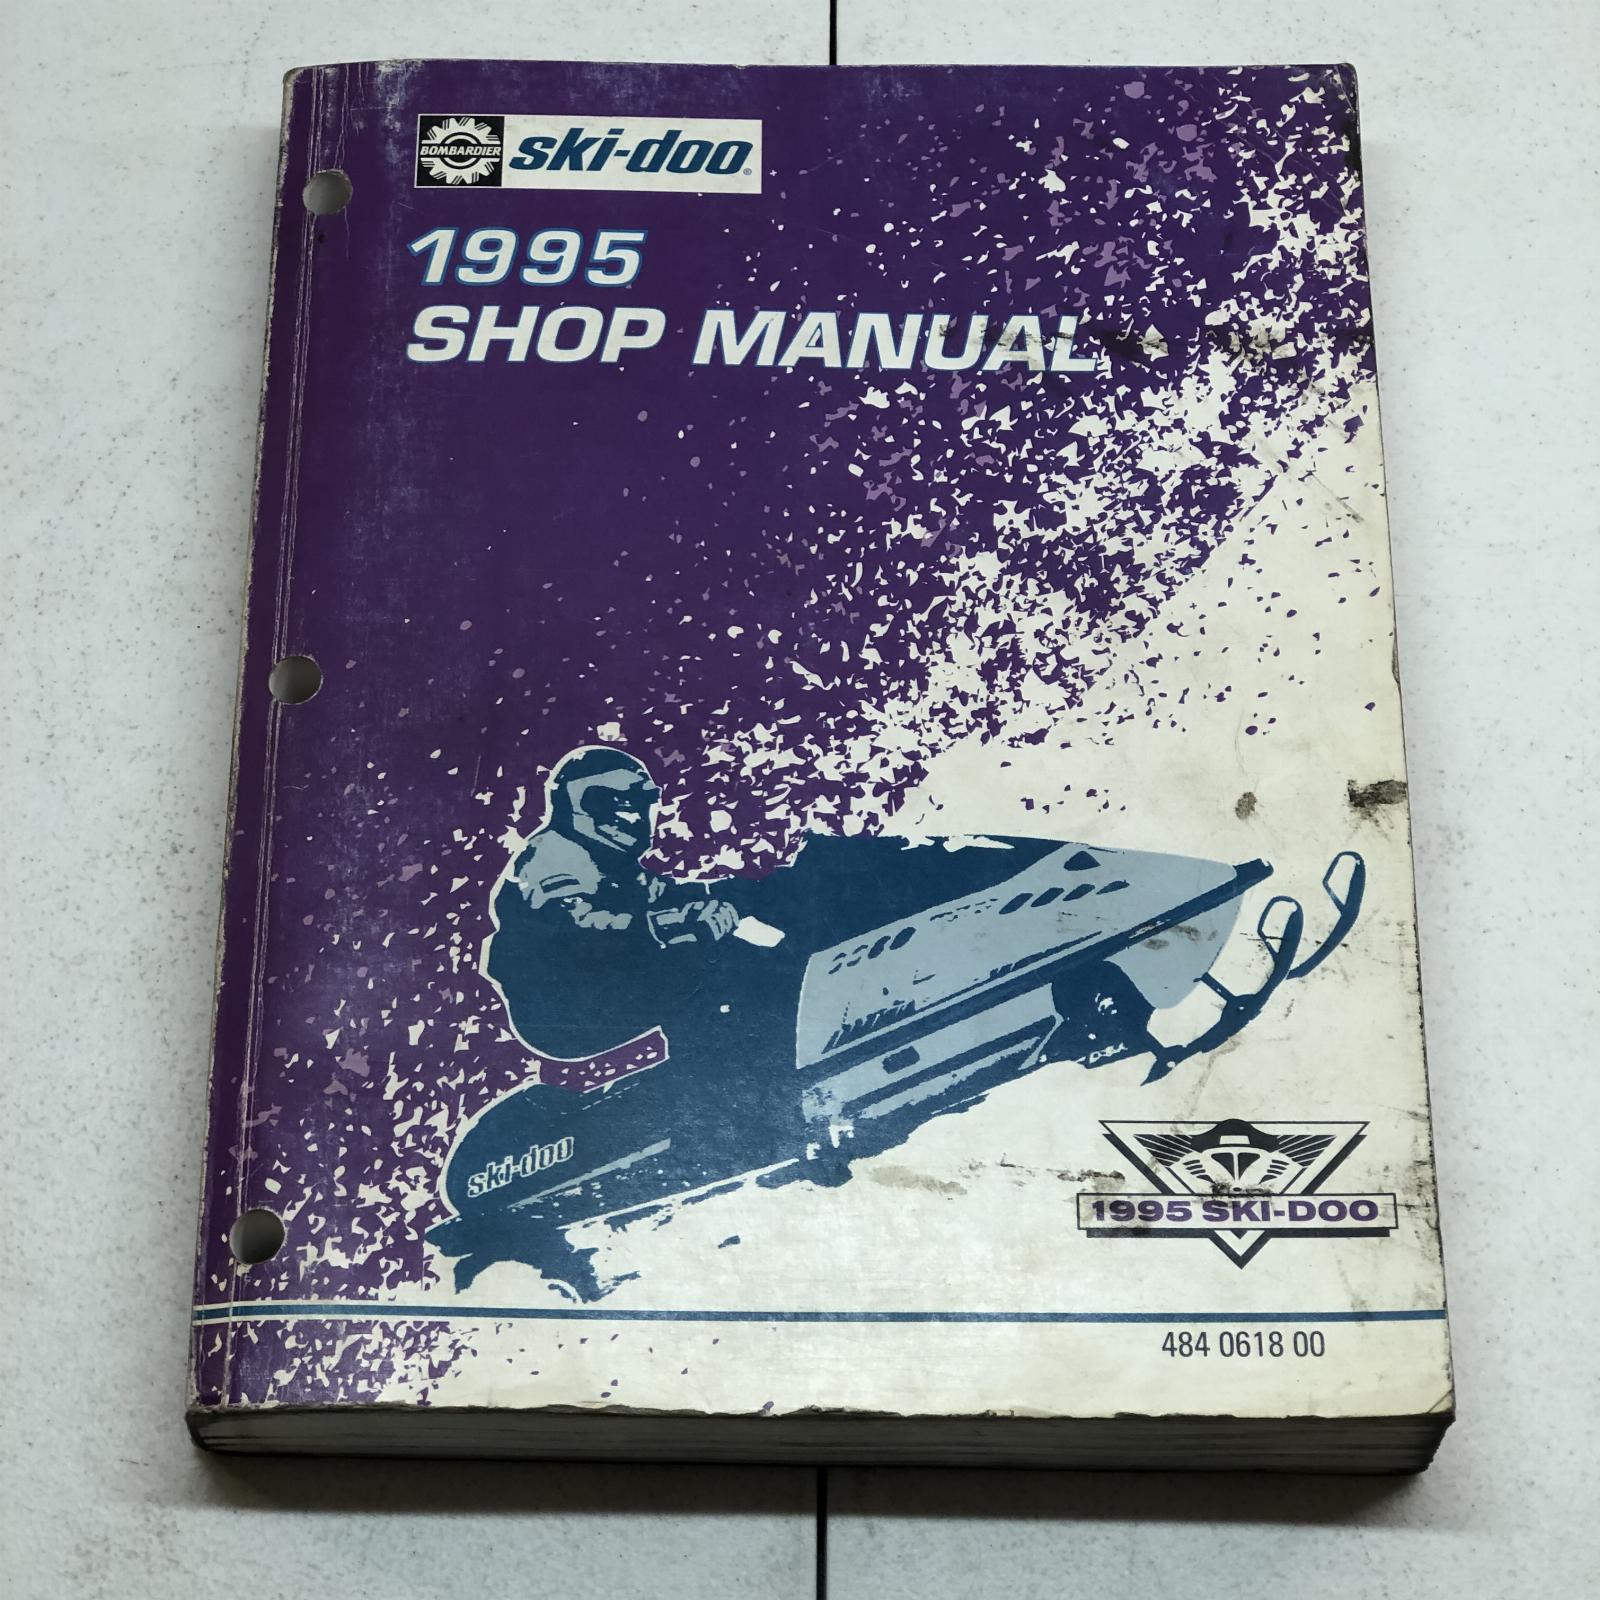 BOMBARDIER
ski-doo®
1995
SHOP MANUAL
ski-doo
1995 SKI-DOO
484 0618 00